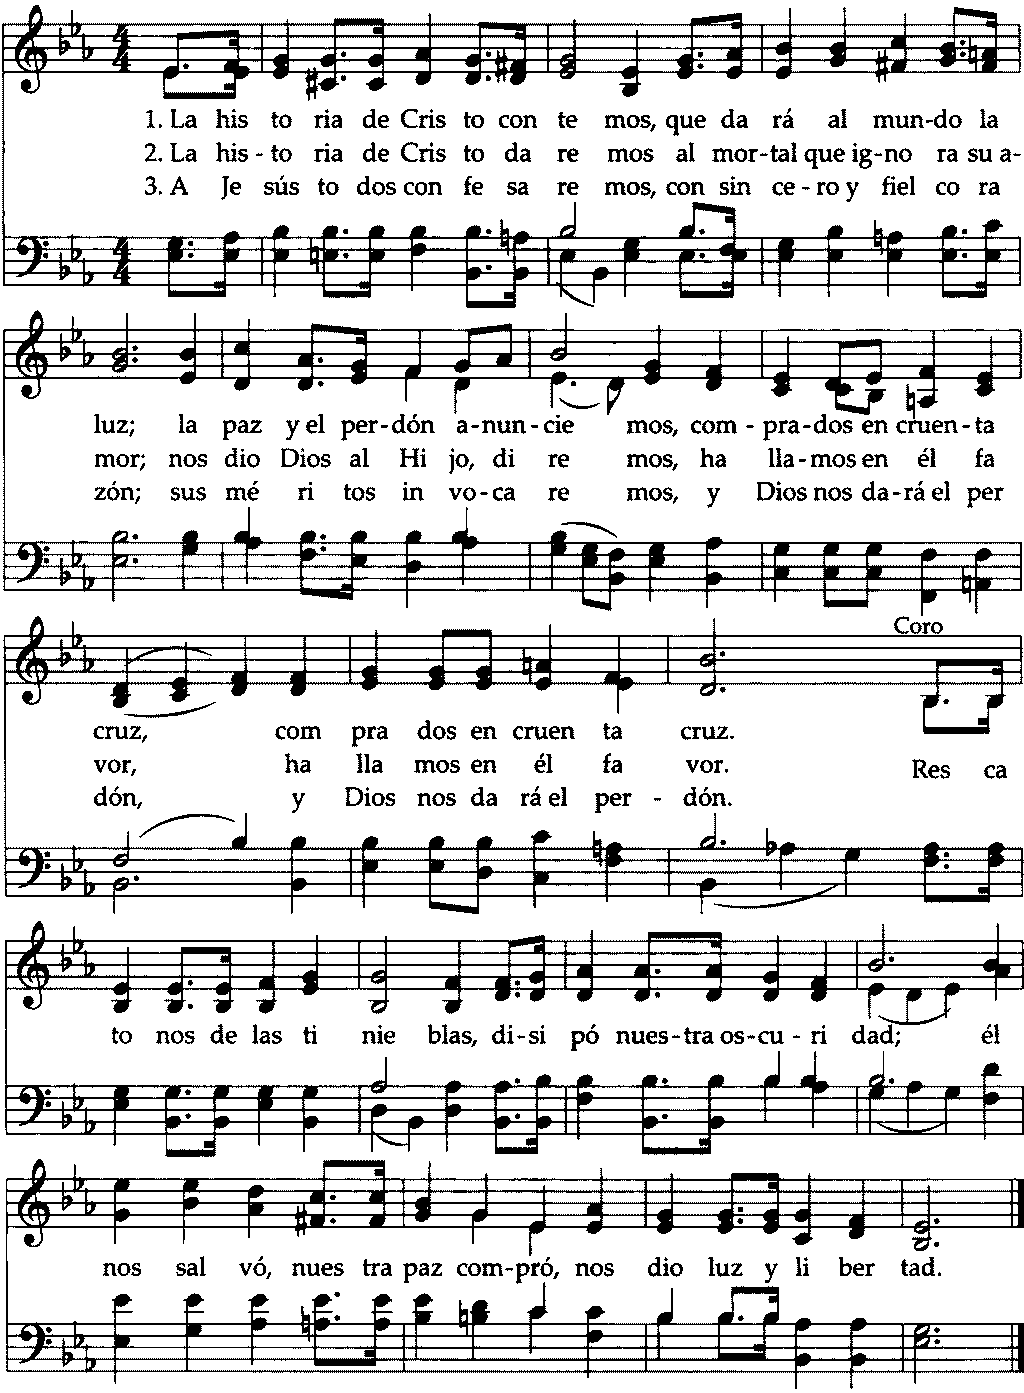 1. La his to ria de Cris to con te mos, que da rá al mun-do la
2. La his - to ria de Cris to da re mos al mor-tal que ig-no ra su a-
3. A Je sús to dos con fe sa re mos, con sin ce-ro y fiel co ra
luz; la paz y el per-dón a-nun-cie mos, com-pra-dos en cruen-ta
mor; nos dio Dios al Hi jo, di re mos, ha lla-mos en él fa
zón; sus mé ri tos in vo-ca re mos, y Dios nos da-rá el per
Coro
cruz, com pra dos en cruen ta cruz.
vor, ha lla mos en él fa vor. Res ca
dón, y Dios nos da rá el per - dón.
to nos de las ti nie blas, di-si pó nues-tra os-cu-ri dad; él
nos sal vó, nues tra paz com-pró, nos dio luz y li ber tad.